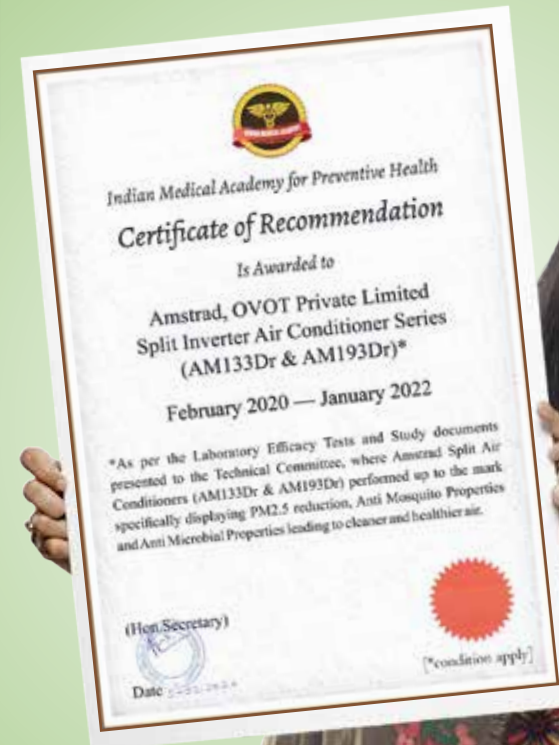 Indian Medical Academy for Preventive Health
Certificate of Recommendation
Is Awarded to
Amstrad, OVOT Private Limited
Split Inverter Air Conditioner Series
(AM133Dr & AM193Dr)*
February 2020 — January 2022
*As per the Laboratory Efficacy Tests and Study documents
presented to the Technical Committee, where Amstrad Split Air
Conditioners (AM133Dr & AM193Dr) performed up to the mark
specifically displaying PM2.5 reduction, Anti Mosquito Properties
and Anti Microbial Properties leading to cleaner and healthier air.
(Hon.Secretary)
Date
[*condition apply]